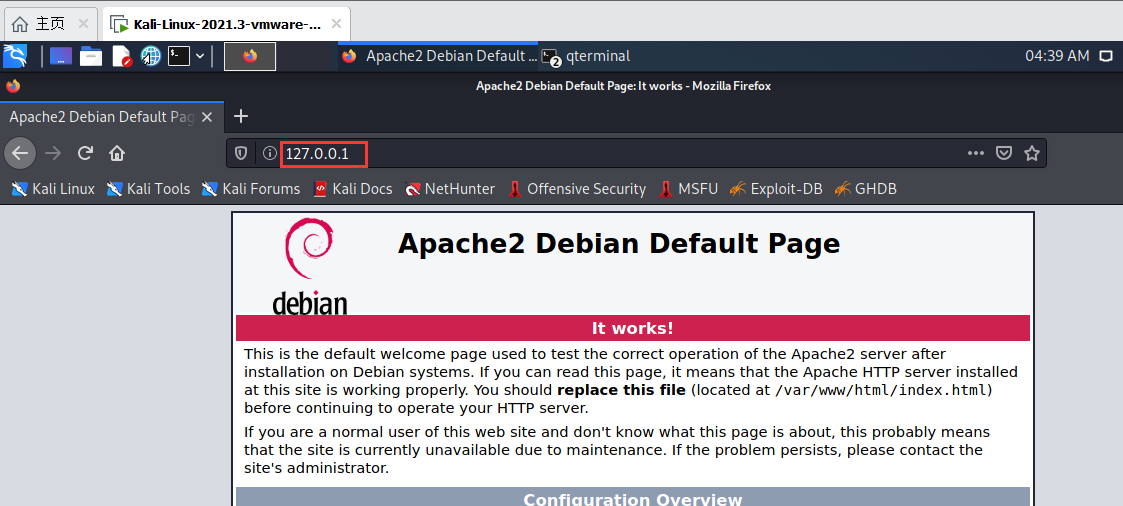 主页
Kali-Linux-2021.3-vmware-...
Apache2 Debian Default ...
2
qterminal
04:39 AM
Apache2 Debian Default Page: It works - Mozilla Firefox
Apache2 Debian Default Pag
127.0.0.1
Kali Linux
Kali Tools
Kali Forums
Kali Docs
NetHunter
Offensive Security
MSFU
Exploit-DB
GHDB
debian
Apache2 Debian Default Page
It works!
This is the default welcome page used to test the correct operation of the Apache2 server after
installation on Debian systems. If you can read this page, it means that the Apache HTTP server installed
at this site is working properly. You should replace this file (located at /var/www/html/index.html)
before continuing to operate your HTTP server.
If you are a normal user of this web site and don't know what this page is about, this probably means
that the site is currently unavailable due to maintenance. If the problem persists, please contact the
site's administrator.
Configuration Overview